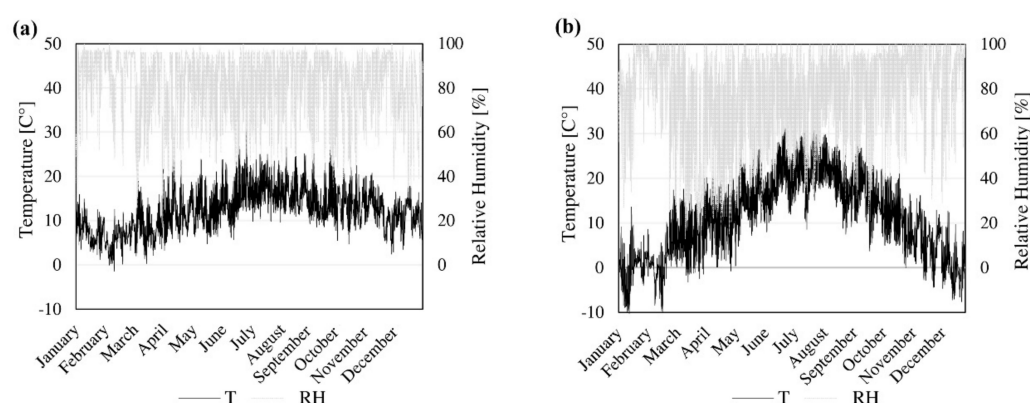 (a)
Temperature [C°]
50
40
30
20
10
0
-10
Relative Humidity [%]
100
80
60
40
20
0
January
February
March
April
May
June
July
August
September
October
November
December
T
RH
(b)
Temperature [C°]
50
40
30
20
10
0
-10
Relative Humidity [%]
100
80
60
40
20
0
January
February
March
April
May
June
July
August
September
October
November
December
T
RH